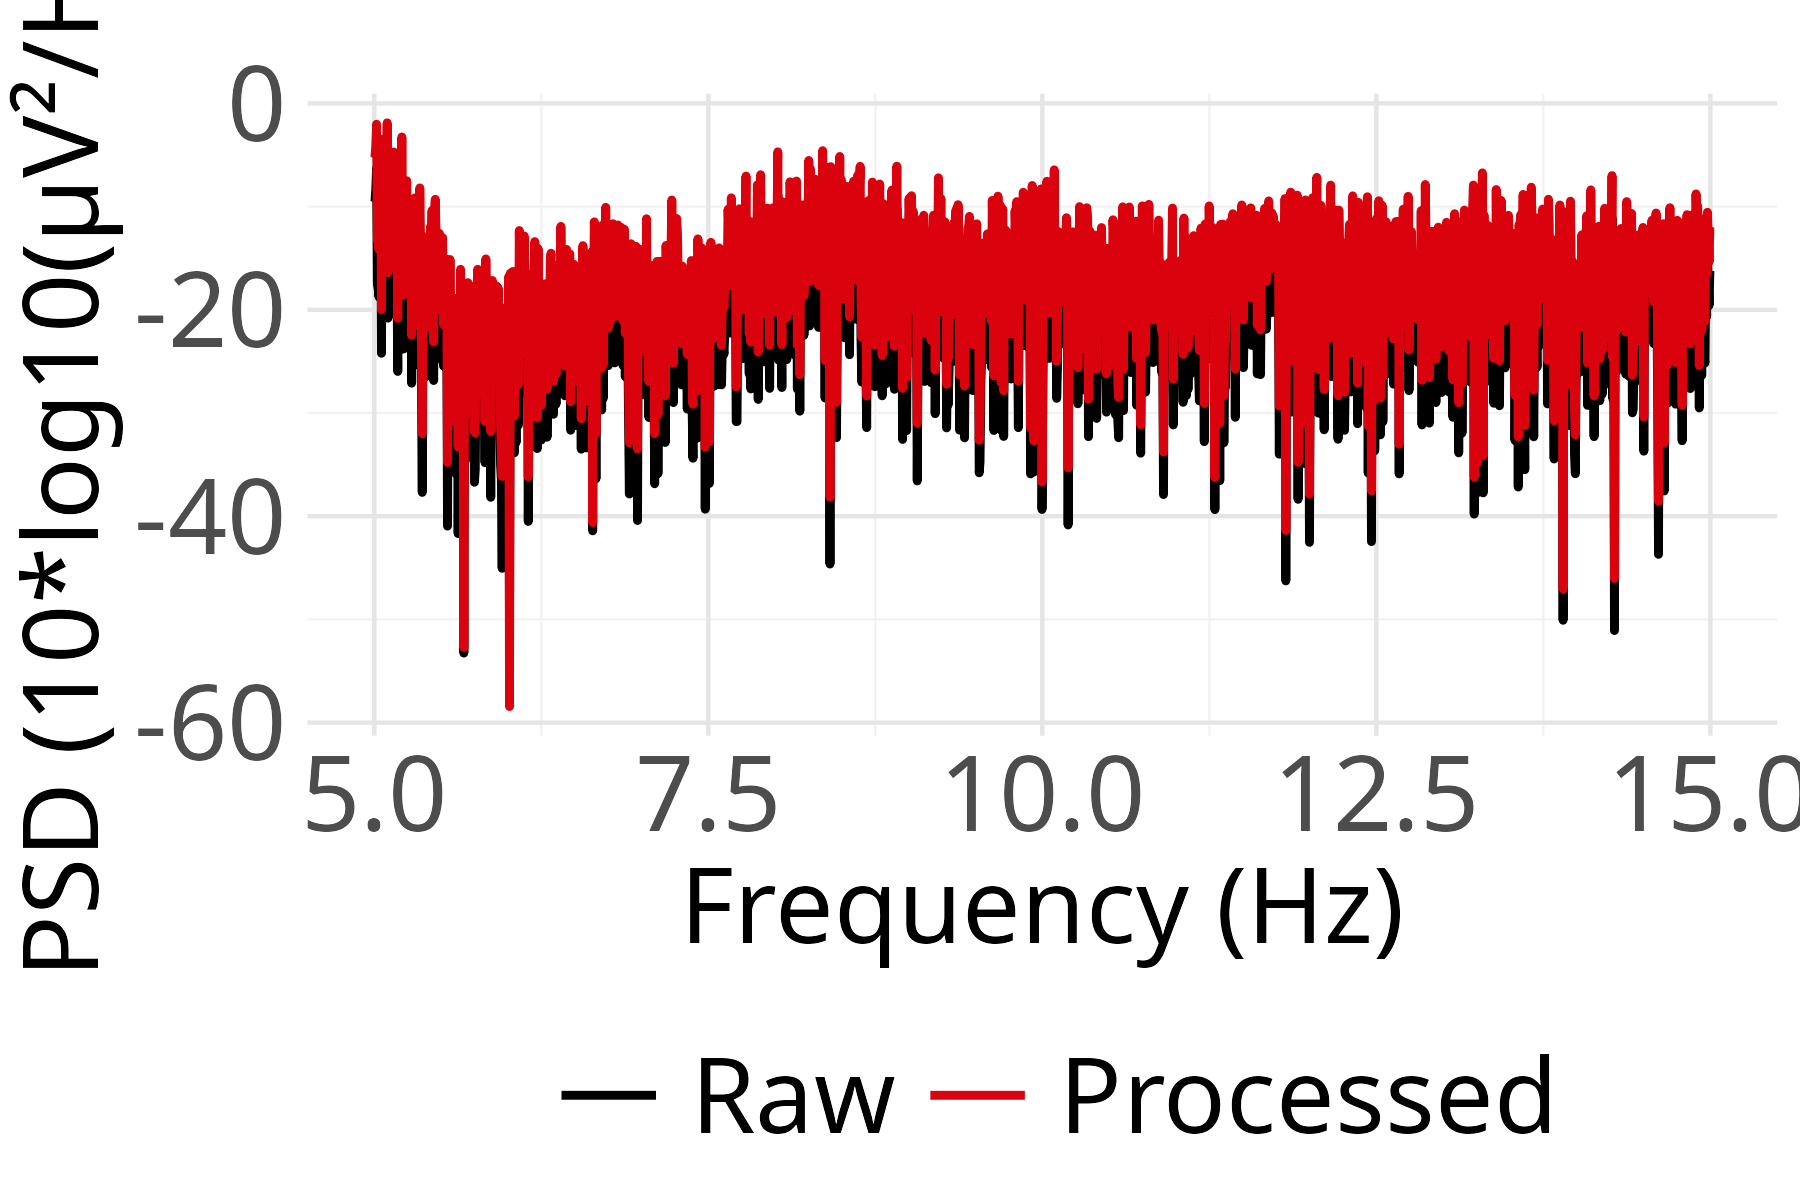 PSD (10*log10(µV²/H
0
-20
-40
-60
5.0 7.5 10.0 12.5 15.0
Frequency (Hz)
Raw Processed